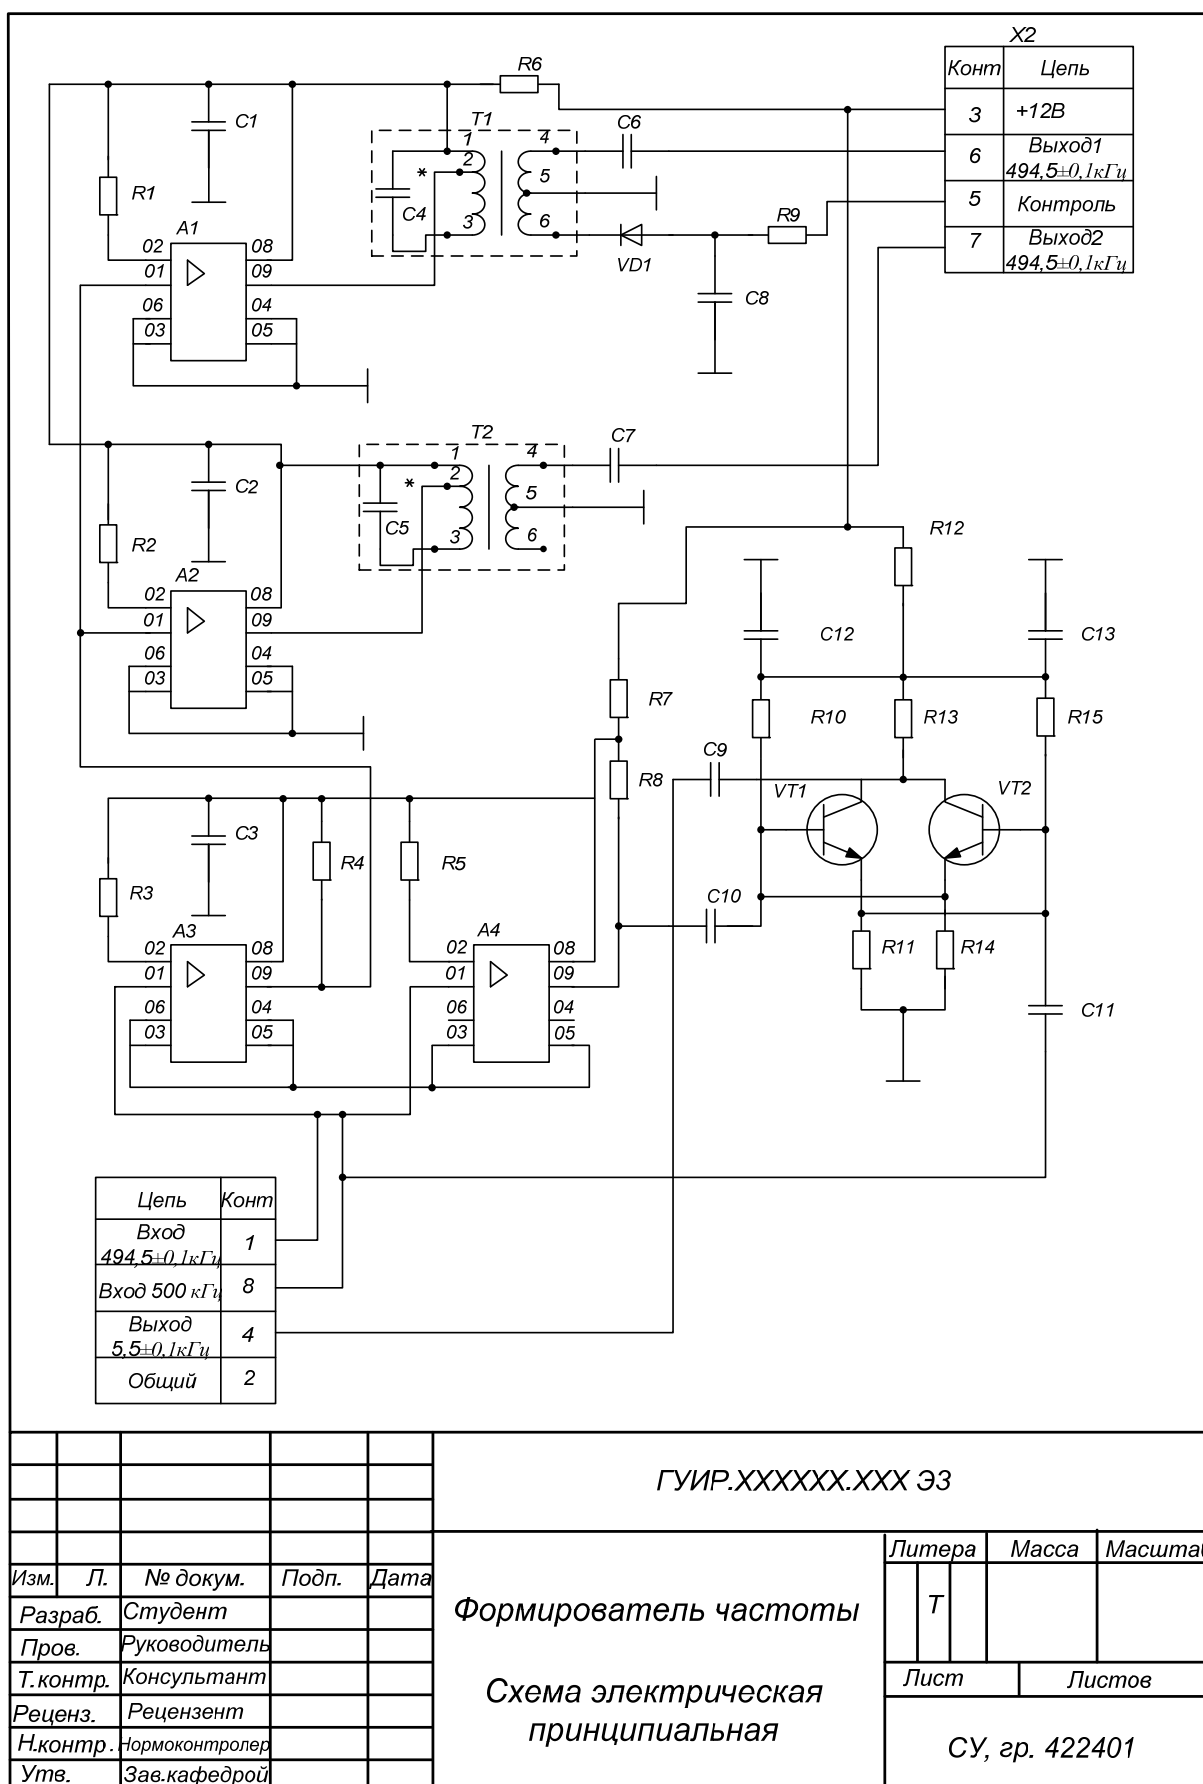 X2
Конт Цепь
3 +12В
6 Выход1
494,5±0,1кГц
5 Контроль
7 Выход2
494,5±0,1кГц
R6
C1
T1
1
2
3
4
5
6
*
C4
C6
R1
R9
VD1
C8
A1
02
01
06
03
08
09
04
05
T2
1
2
3
4
5
6
*
C5
C7
C2
R2
A2
02
01
06
03
08
09
04
05
R12
C12
C13
R7
R10
R13
R15
C9
R8
VT1
VT2
C3
R4
R5
R3
C10
A3
02
01
06
03
08
09
04
05
A4
02
01
06
03
08
09
04
05
R11
R14
C11
Цепь Конт
Вход
494,5±0,1кГц
1
Вход 500 кГц 8
Выход
5,5±0,1кГц
4
Общий 2
ГУИР.XXXXXX.XXX Э3
Изм. Л. № докум. Подп. Дата
Разраб. Студент
Пров. Руководитель
Т.контр. Консультант
Реценз. Рецензент
Н.контр. Нормоконтролер
Утв. Зав.кафедрой
Формирователь частоты
Схема электрическая
принципиальная
Литера Масса Масштаб
Т
Лист Листов
СУ, гр. 422401